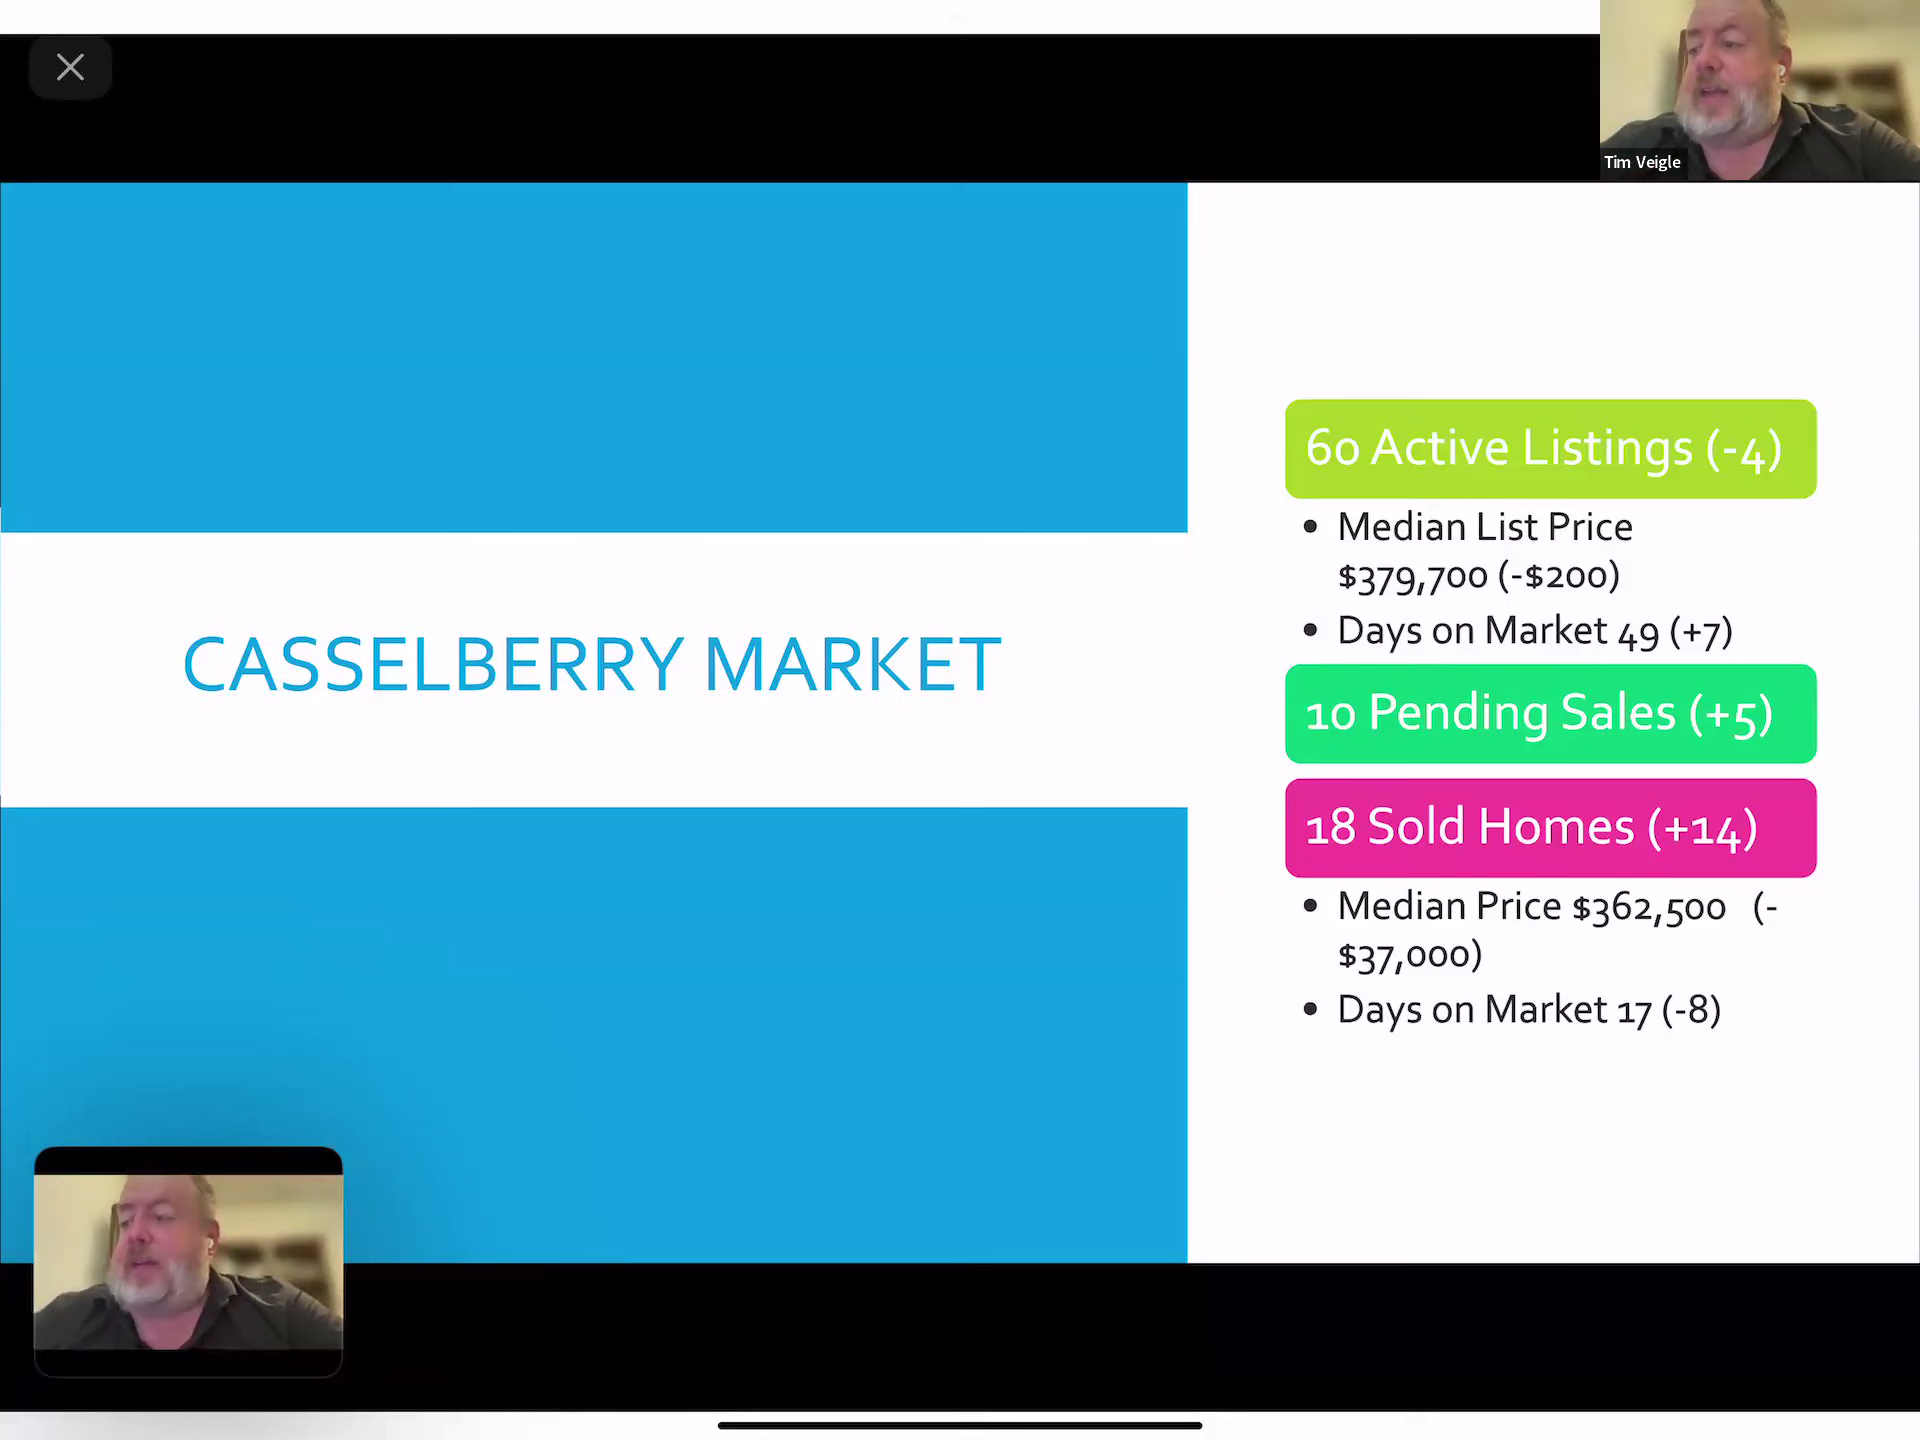 Tim Veigle
CASSELBERRY MARKET
60 Active Listings (-4)
• Median List Price
$379,700 (-$200)
• Days on Market 49 (+7)
10 Pending Sales (+5)
18 Sold Homes (+14)
• Median Price $362,500 (-
$37,000)
• Days on Market 17 (-8)